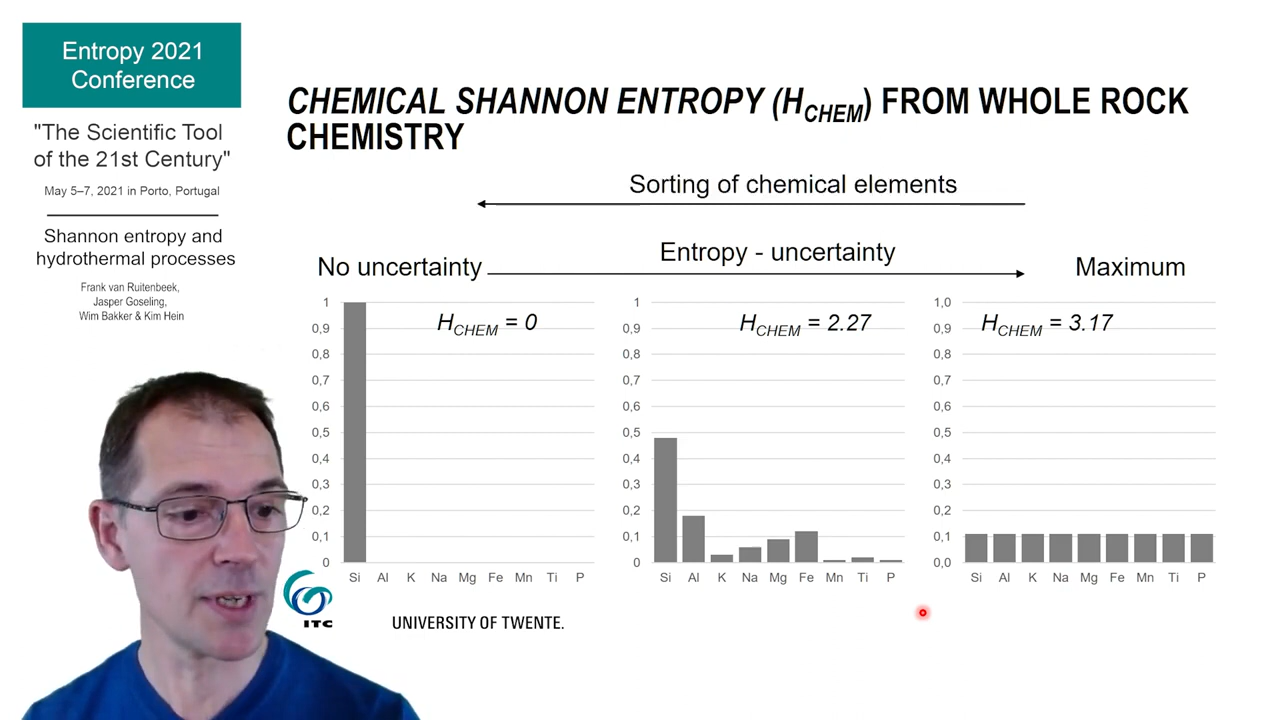 Entropy 2021
Conference
"The Scientific Tool
of the 21st Century"
May 5–7, 2021 in Porto, Portugal
Shannon entropy and
hydrothermal processes
Frank van Ruitenbeek,
Jasper Goseling,
Wim Bakker & Kim Hein
CHEMICAL SHANNON ENTROPY (HCHEM) FROM WHOLE ROCK
CHEMISTRY
Sorting of chemical elements
Entropy - uncertainty
No uncertainty
Maximum
HCHEM = 0
1
0,9
0,8
0,7
0,6
0,5
0,4
0,3
0,2
0,1
0
Si Al K Na Mg Fe Mn Ti P
HCHEM = 2.27
1
0,9
0,8
0,7
0,6
0,5
0,4
0,3
0,2
0,1
0
Si Al K Na Mg Fe Mn Ti P
HCHEM = 3.17
1,0
0,9
0,8
0,7
0,6
0,5
0,4
0,3
0,2
0,1
0,0
Si Al K Na Mg Fe Mn Ti P
ITC
UNIVERSITY OF TWENTE.